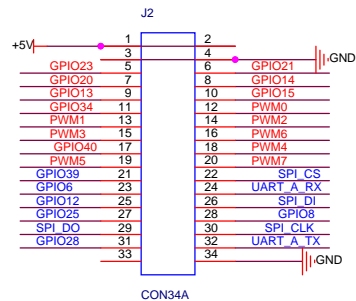 J2
+5V 1 2
3 4 GND
GPIO23 5 6 GPIO21
GPIO20 7 8 GPIO14
GPIO13 9 10 GPIO15
GPIO34 11 12 PWM0
PWM1 13 14 PWM2
PWM3 15 16 PWM6
GPIO40 17 18 PWM4
PWM5 19 20 PWM7
GPIO39 21 22 SPI_CS
GPIO6 23 24 UART_A_RX
GPIO12 25 26 SPI_DI
GPIO25 27 28 GPIO8
SPI_DO 29 30 SPI_CLK
GPIO28 31 32 UART_A_TX
33 34 GND
CON34A